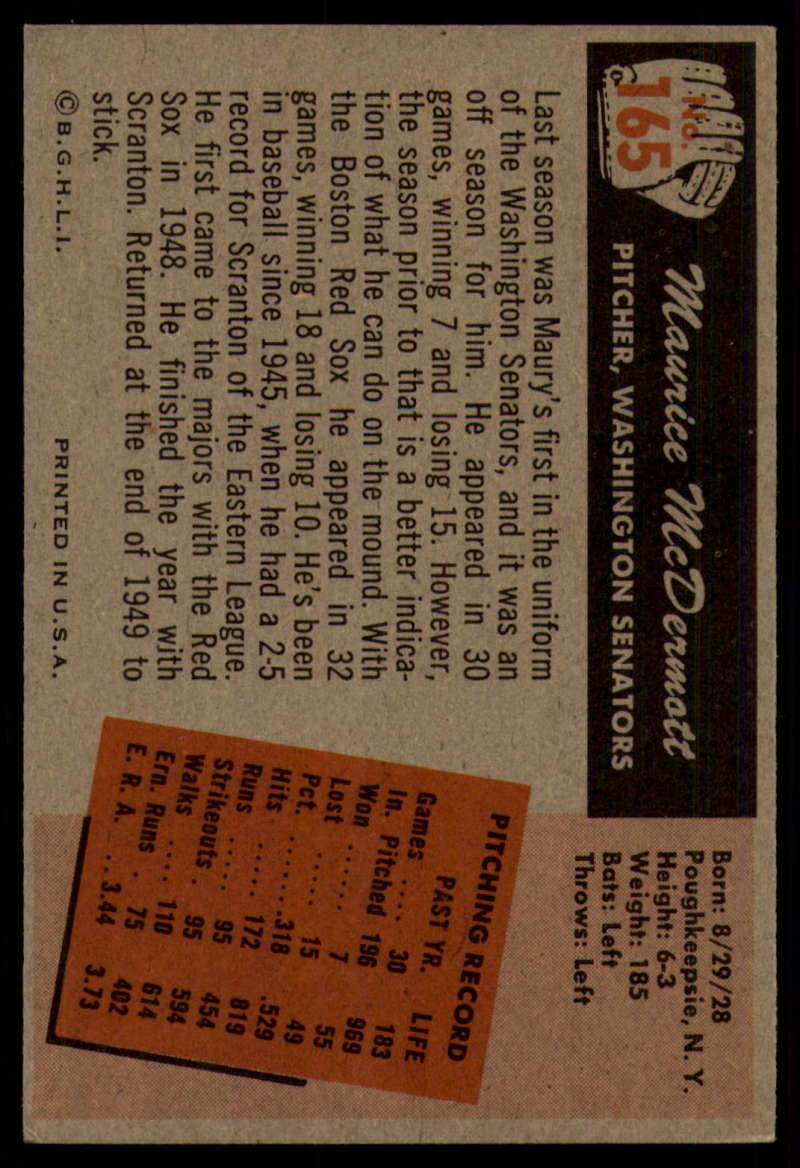 No.
165
Maurice McDermott
PITCHER, WASHINGTON SENATORS
Born: 8/29/28
Poughkeepsie, N. Y.
Height: 6-3
Weight: 185
Bats: Left
Throws: Left
Last season was Maury's first in the uniform
of the Washington Senators, and it was an
off season for him. He appeared in 30
games, winning 7 and losing 15. However,
the season prior to that is a better indica-
tion of what he can do on the mound. With
the Boston Red Sox he appeared in 32
games, winning 18 and losing 10. He's been
in baseball since 1945, when he had a 2-5
record for Scranton of the Eastern League.
He first came to the majors with the Red
Sox in 1948. He finished the year with
Scranton. Returned at the end of 1949 to
stick.
© B.G.H.L.I. PRINTED IN U.S.A.
PITCHING RECORD
PAST YR. LIFE
Games .... 30 183
In. Pitched 196 969
Won ...... 7 55
Lost ..... 15 49
Pct. ......318 .529
Hits ..... 172 819
Runs ..... 95 454
Strikeouts . 95 594
Walks .... 110 614
Ern. Runs . 75 402
E. R. A. .. 3.44 3.73